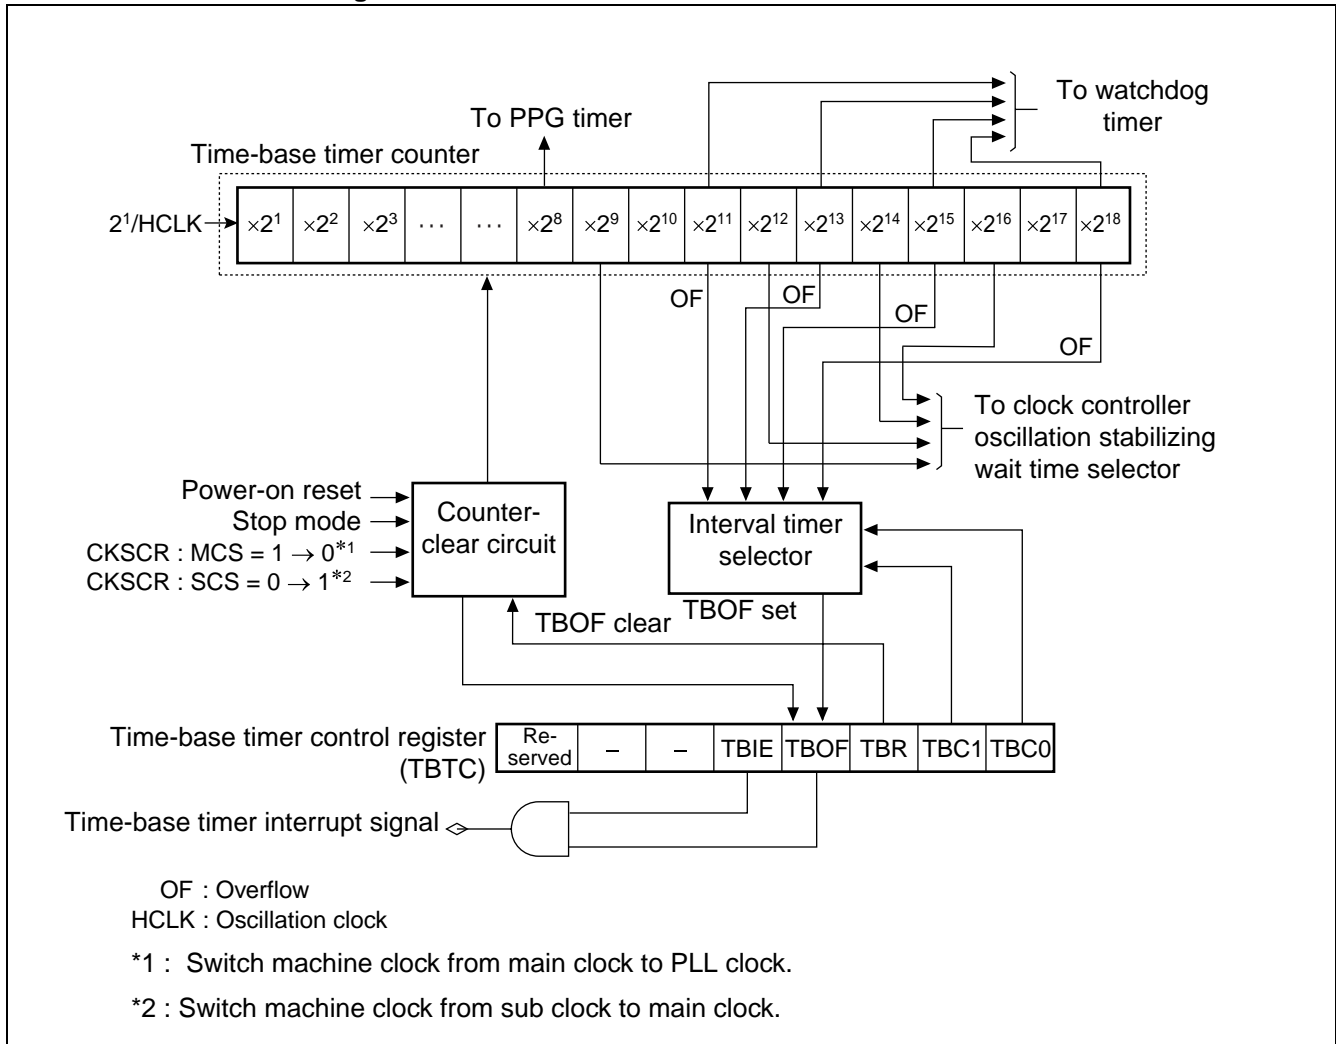 To PPG timer
To watchdog
timer
Time-base timer counter
2¹/HCLK
×2¹ ×2² ×2³ ··· ··· ×2⁸ ×2⁹ ×2¹⁰ ×2¹¹ ×2¹² ×2¹³ ×2¹⁴ ×2¹⁵ ×2¹⁶ ×2¹⁷ ×2¹⁸
OF OF OF OF
To clock controller
oscillation stabilizing
wait time selector
Power-on reset
Stop mode
CKSCR : MCS = 1 → 0*¹
CKSCR : SCS = 0 → 1*²
Counter-
clear circuit
Interval timer
selector
TBOF clear
TBOF set
Time-base timer control register
(TBTC)
Re-
served – – TBIE TBOF TBR TBC1 TBC0
Time-base timer interrupt signal
OF : Overflow
HCLK : Oscillation clock
*1 : Switch machine clock from main clock to PLL clock.
*2 : Switch machine clock from sub clock to main clock.